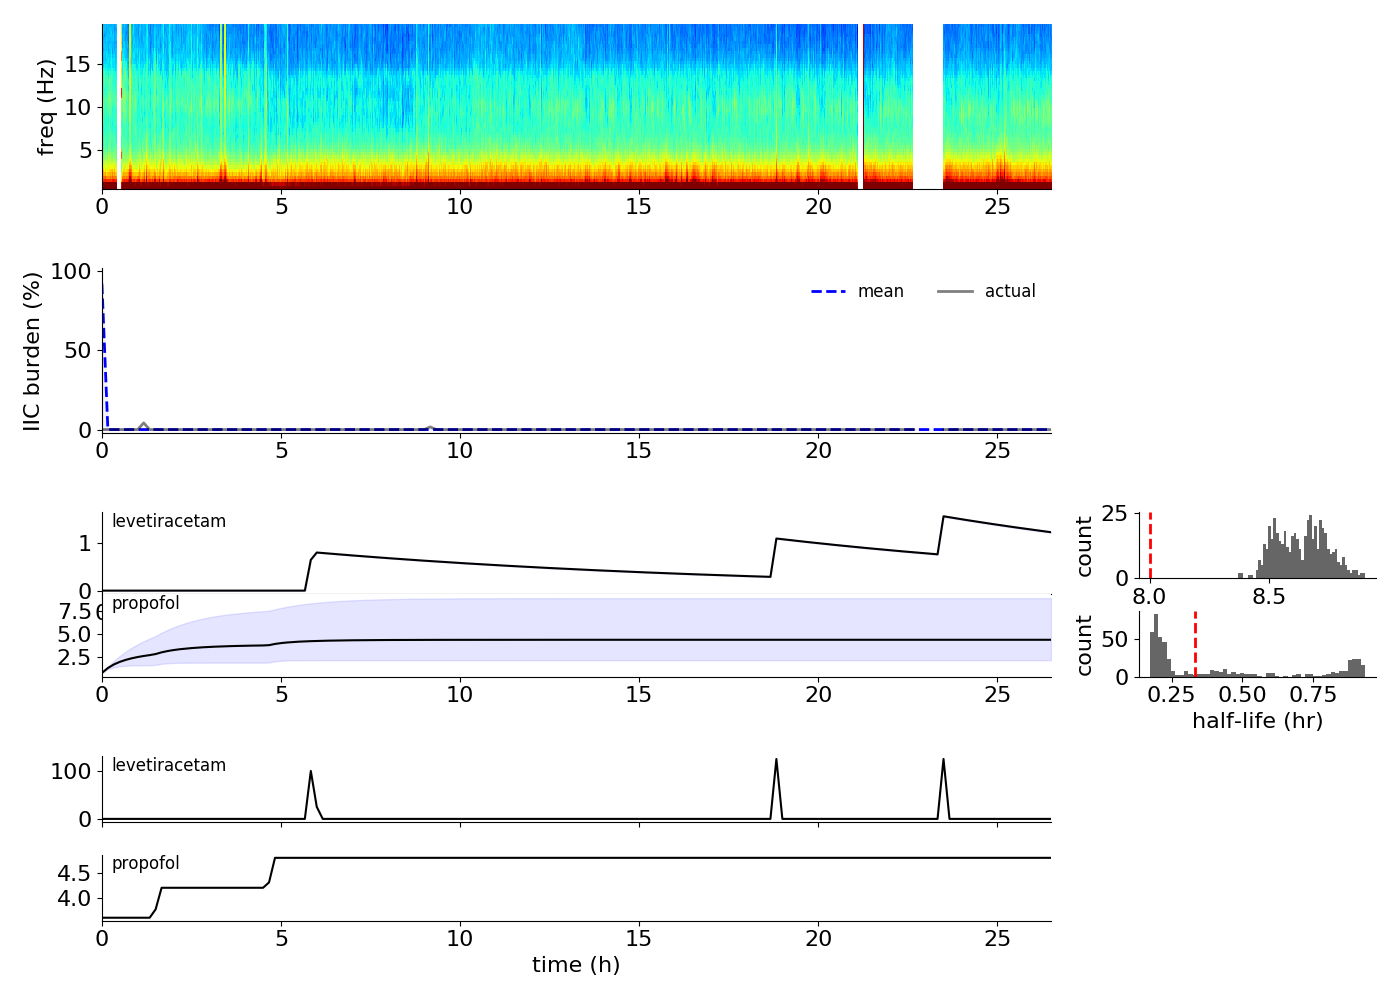 freq (Hz)
15
10
5
0 5 10 15 20 25
IIC burden (%)
100
50
0
mean actual
0 5 10 15 20 25
levetiracetam
1
0
count
25
0
8.0 8.5
propofol
7.5
5.0
2.5
0 5 10 15 20 25
count
50
0
0.25 0.50 0.75
half-life (hr)
levetiracetam
100
0
propofol
4.5
4.0
0 5 10 15 20 25
time (h)